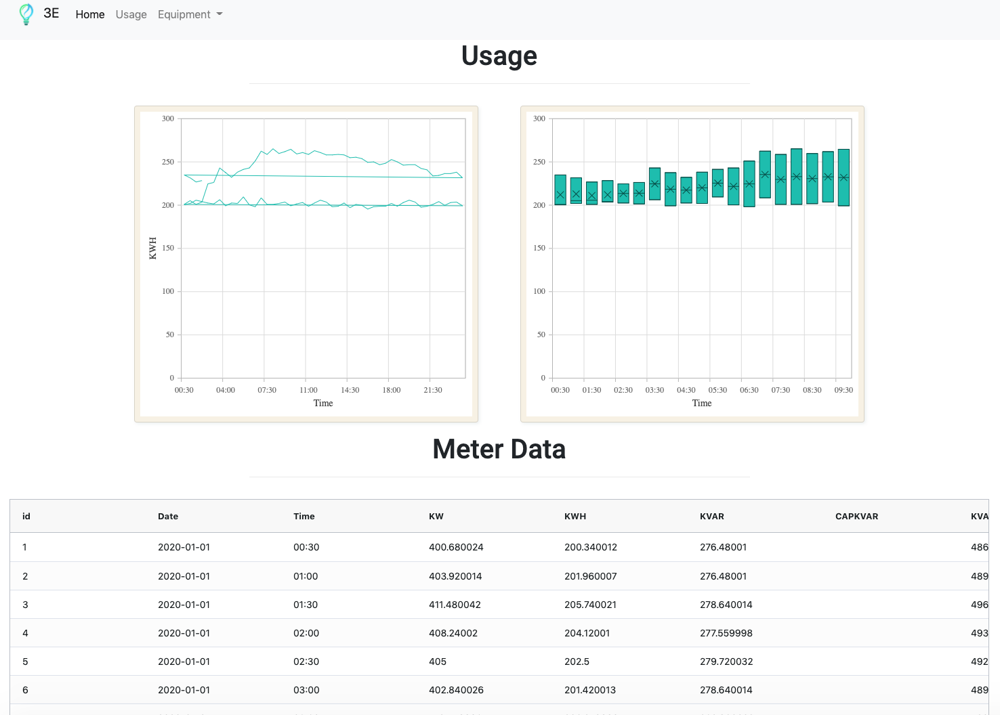 3E Home Usage Equipment
Usage
300
250
200
150
100
50
0
KWH
00:30 04:00 07:30 11:00 14:30 18:00 21:30
Time
300
250
200
150
100
50
0
00:30 01:30 02:30 03:30 04:30 05:30 06:30 07:30 08:30 09:30
Time
Meter Data
id Date Time KW KWH KVAR CAPKVAR KVA
1 2020-01-01 00:30 400.680024 200.340012 276.48001 486
2 2020-01-01 01:00 403.920014 201.960007 276.48001 489
3 2020-01-01 01:30 411.480042 205.740021 278.640014 496
4 2020-01-01 02:00 408.24002 204.12001 277.559998 493
5 2020-01-01 02:30 405 202.5 279.720032 492
6 2020-01-01 03:00 402.840026 201.420013 278.640014 489